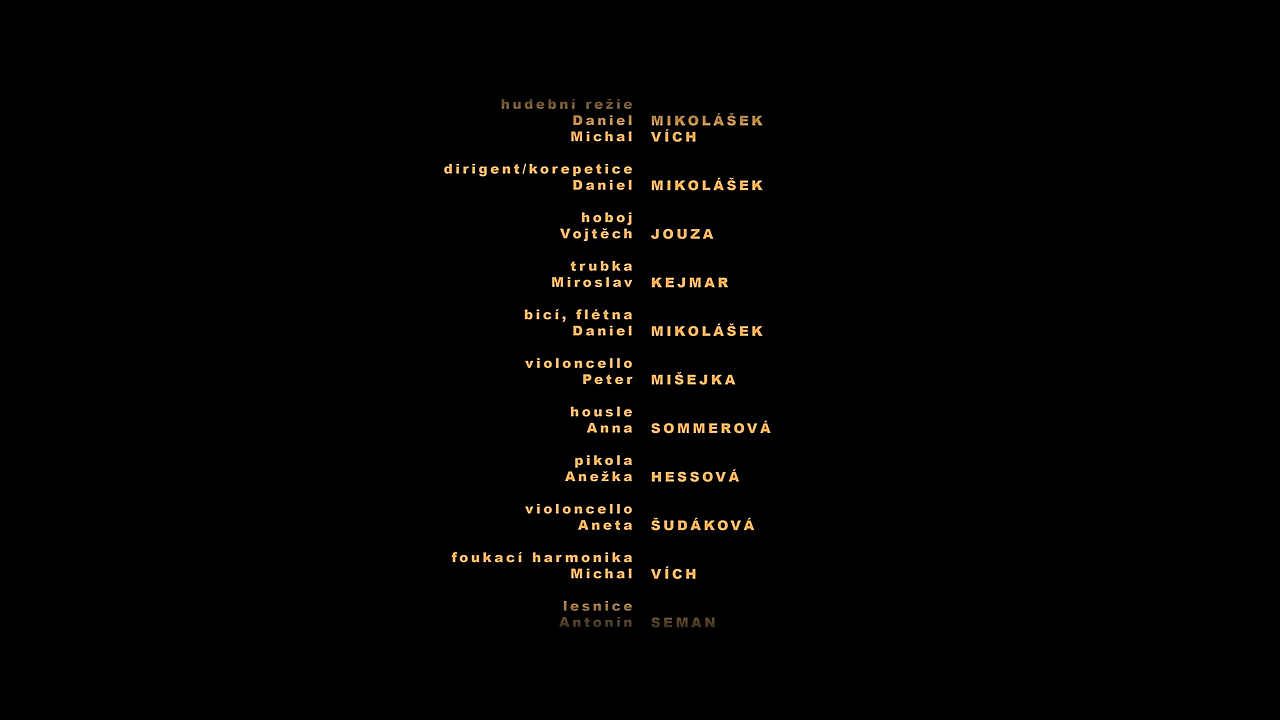 hudební režie
Daniel MIKOLÁŠEK
Michal VÍCH
dirigent/korepetice
Daniel MIKOLÁŠEK
hoboj
Vojtěch JOUZA
trubka
Miroslav KEJMAR
bicí, flétna
Daniel MIKOLÁŠEK
violoncello
Peter MIŠEJKA
housle
Anna SOMMEROVÁ
pikola
Anežka HESSOVÁ
violoncello
Aneta ŠUDÁKOVÁ
foukací harmonika
Michal VÍCH
lesnice
Antonín SEMAN